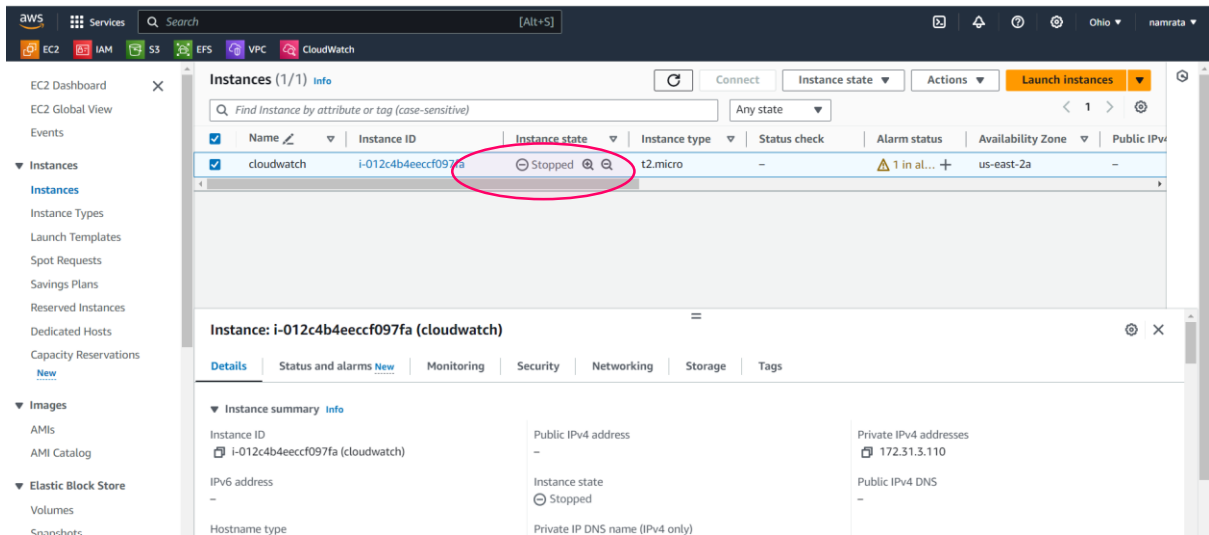 aws Services Search [Alt+S] Ohio namrata
EC2 IAM S3 EFS VPC CloudWatch
EC2 Dashboard
EC2 Global View
Events
Instances
Instances
Instance Types
Launch Templates
Spot Requests
Savings Plans
Reserved Instances
Dedicated Hosts
Capacity Reservations
New
Images
AMIs
AMI Catalog
Elastic Block Store
Volumes
Snapshots
Instances (1/1) Info Connect Instance state Actions Launch instances
Find Instance by attribute or tag (case-sensitive) Any state < 1 >
Name Instance ID Instance state Instance type Status check Alarm status Availability Zone Public IPv4
cloudwatch i-012c4b4eeccf097fa Stopped t2.micro – 1 in al... + us-east-2a –
Instance: i-012c4b4eeccf097fa (cloudwatch)
Details Status and alarms New Monitoring Security Networking Storage Tags
Instance summary Info
Instance ID Public IPv4 address Private IPv4 addresses
i-012c4b4eeccf097fa (cloudwatch) – 172.31.3.110
IPv6 address Instance state Public IPv4 DNS
– Stopped –
Hostname type Private IP DNS name (IPv4 only)